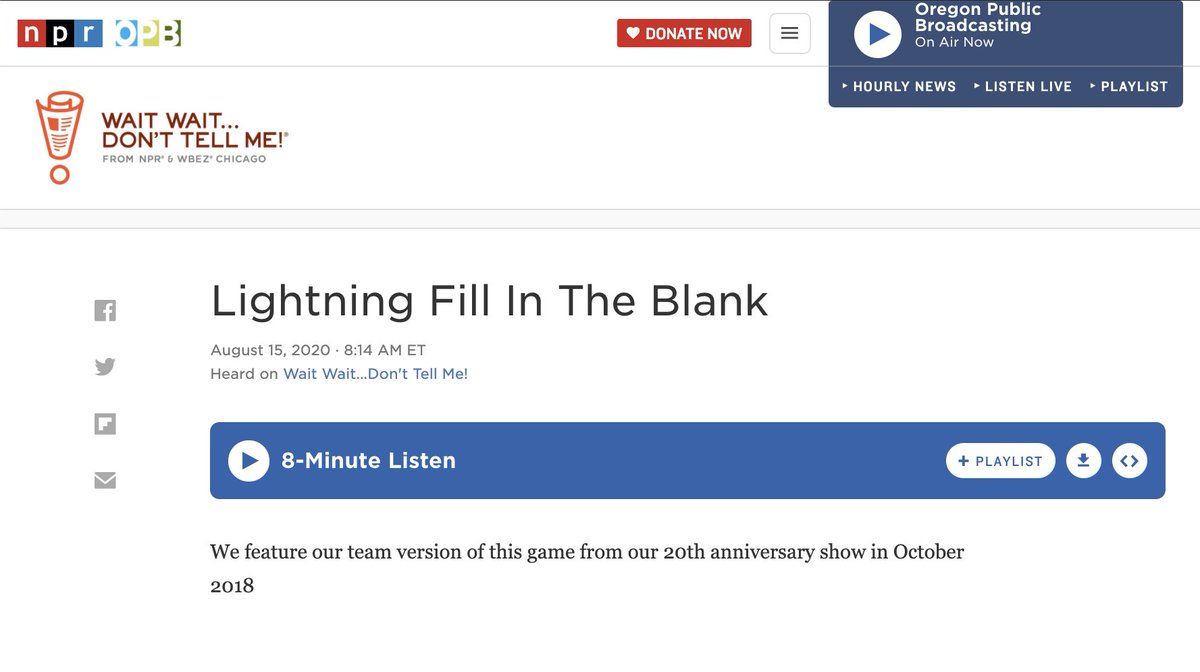 npr OPB
DONATE NOW
Oregon Public
Broadcasting
On Air Now
HOURLY NEWS LISTEN LIVE PLAYLIST
WAIT WAIT...
DON'T TELL ME!®
FROM NPR® & WBEZ® CHICAGO
Lightning Fill In The Blank
August 15, 2020 · 8:14 AM ET
Heard on Wait Wait...Don't Tell Me!
8-Minute Listen
+ PLAYLIST
We feature our team version of this game from our 20th anniversary show in October
2018